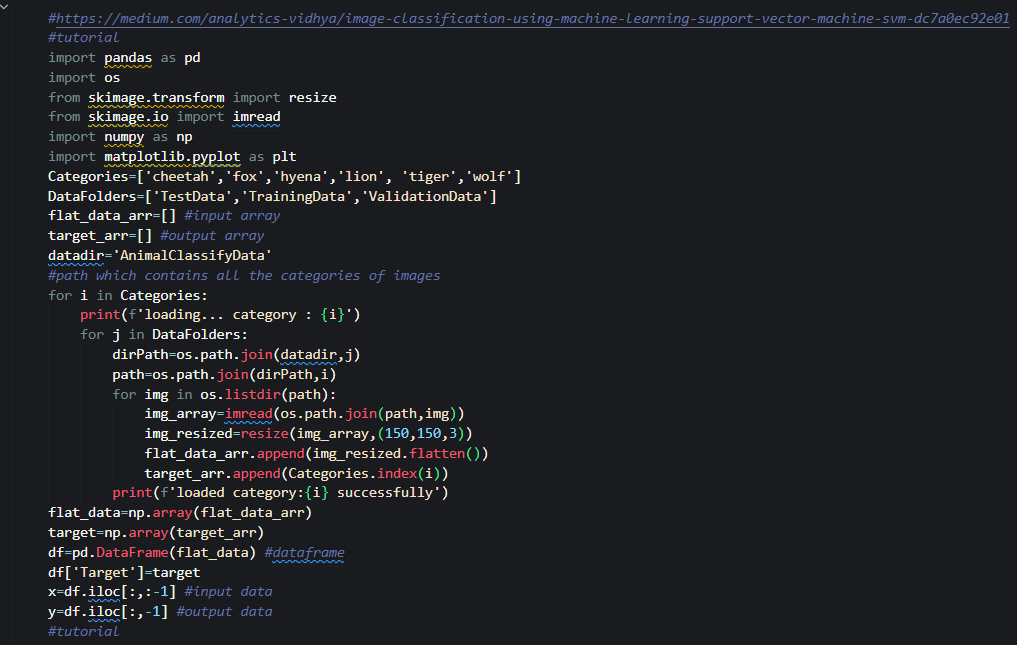 #https://medium.com/analytics-vidhya/image-classification-using-machine-learning-support-vector-machine-svm-dc7a0ec92e01
#tutorial
import pandas as pd
import os
from skimage.transform import resize
from skimage.io import imread
import numpy as np
import matplotlib.pyplot as plt
Categories=['cheetah','fox','hyena','lion', 'tiger','wolf']
DataFolders=['TestData','TrainingData','ValidationData']
flat_data_arr=[] #input array
target_arr=[] #output array
datadir='AnimalClassifyData'
#path which contains all the categories of images
for i in Categories:
    print(f'loading... category : {i}')
    for j in DataFolders:
        dirPath=os.path.join(datadir,j)
        path=os.path.join(dirPath,i)
        for img in os.listdir(path):
            img_array=imread(os.path.join(path,img))
            img_resized=resize(img_array,(150,150,3))
            flat_data_arr.append(img_resized.flatten())
            target_arr.append(Categories.index(i))
        print(f'loaded category:{i} successfully')
flat_data=np.array(flat_data_arr)
target=np.array(target_arr)
df=pd.DataFrame(flat_data) #dataframe
df['Target']=target
x=df.iloc[:,:-1] #input data
y=df.iloc[:,-1] #output data
#tutorial